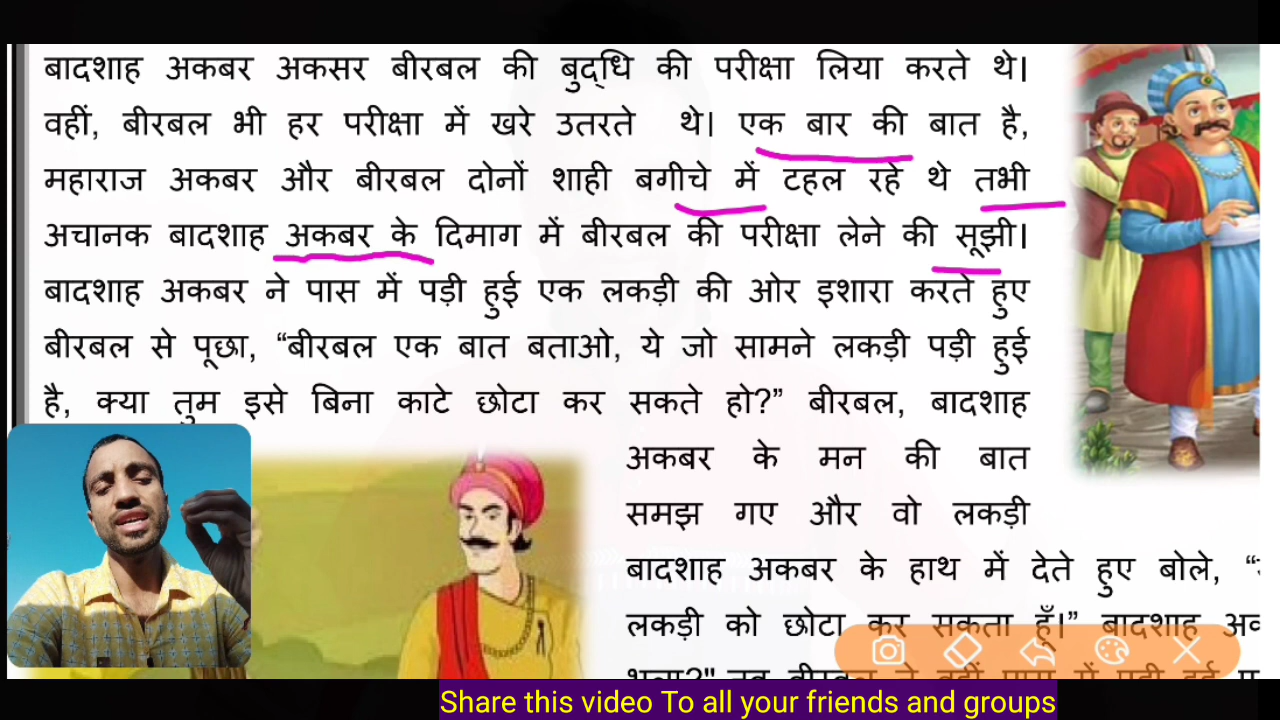 बादशाह अकबर अकसर बीरबल की बुद्धि की परीक्षा लिया करते थे।
वहीं, बीरबल भी हर परीक्षा में खरे उतरते थे। एक बार की बात है,
महाराज अकबर और बीरबल दोनों शाही बगीचे में टहल रहे थे तभी
अचानक बादशाह अकबर के दिमाग में बीरबल की परीक्षा लेने की सूझी।
बादशाह अकबर ने पास में पड़ी हुई एक लकड़ी की ओर इशारा करते हुए
बीरबल से पूछा, “बीरबल एक बात बताओ, ये जो सामने लकड़ी पड़ी हुई
है, क्या तुम इसे बिना काटे छोटा कर सकते हो?” बीरबल, बादशाह
अकबर के मन की बात
समझ गए और वो लकड़ी
बादशाह अकबर के हाथ में देते हुए बोले,
लकड़ी को छोटा कर सकता हूँ।” बादशाह
Share this video To all your friends and groups